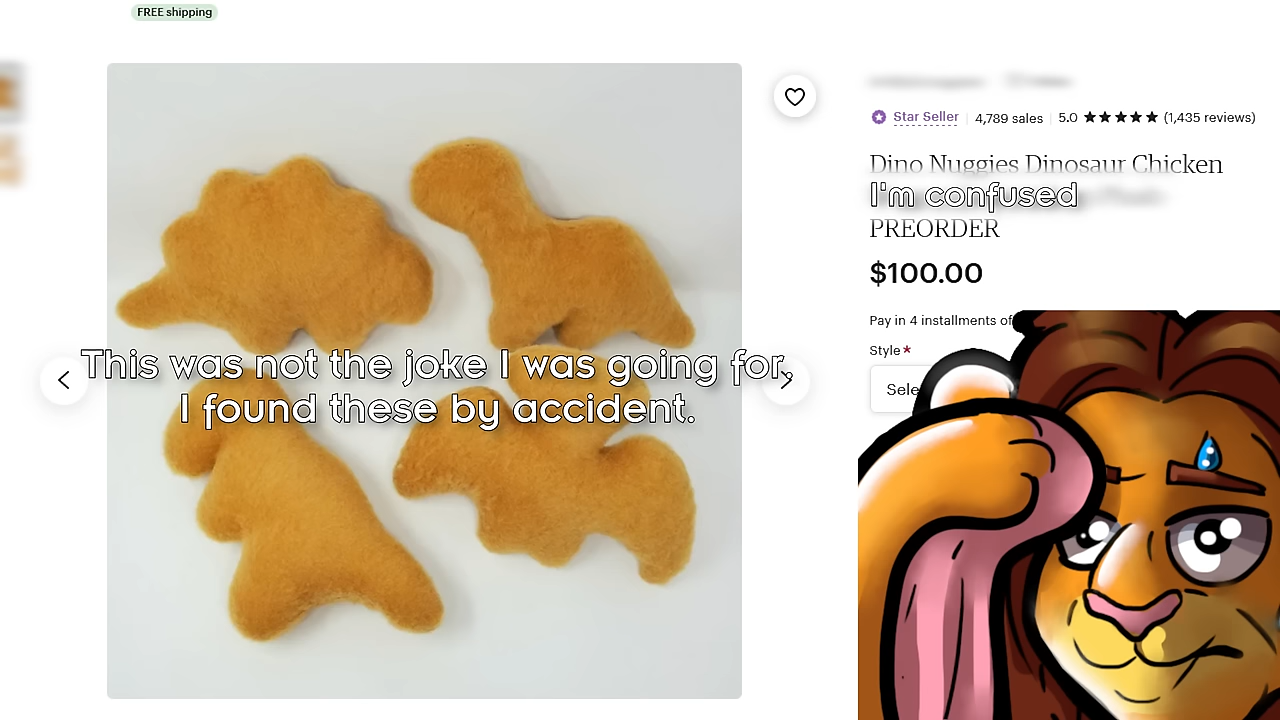 FREE shipping
Star Seller | 4,789 sales | 5.0 ★★★★★ (1,435 reviews)
Dino Nuggies Dinosaur Chicken
I'm confused
PREORDER
$100.00
Pay in 4 installments of
Style *
Sele
This was not the joke I was going for.
I found these by accident.